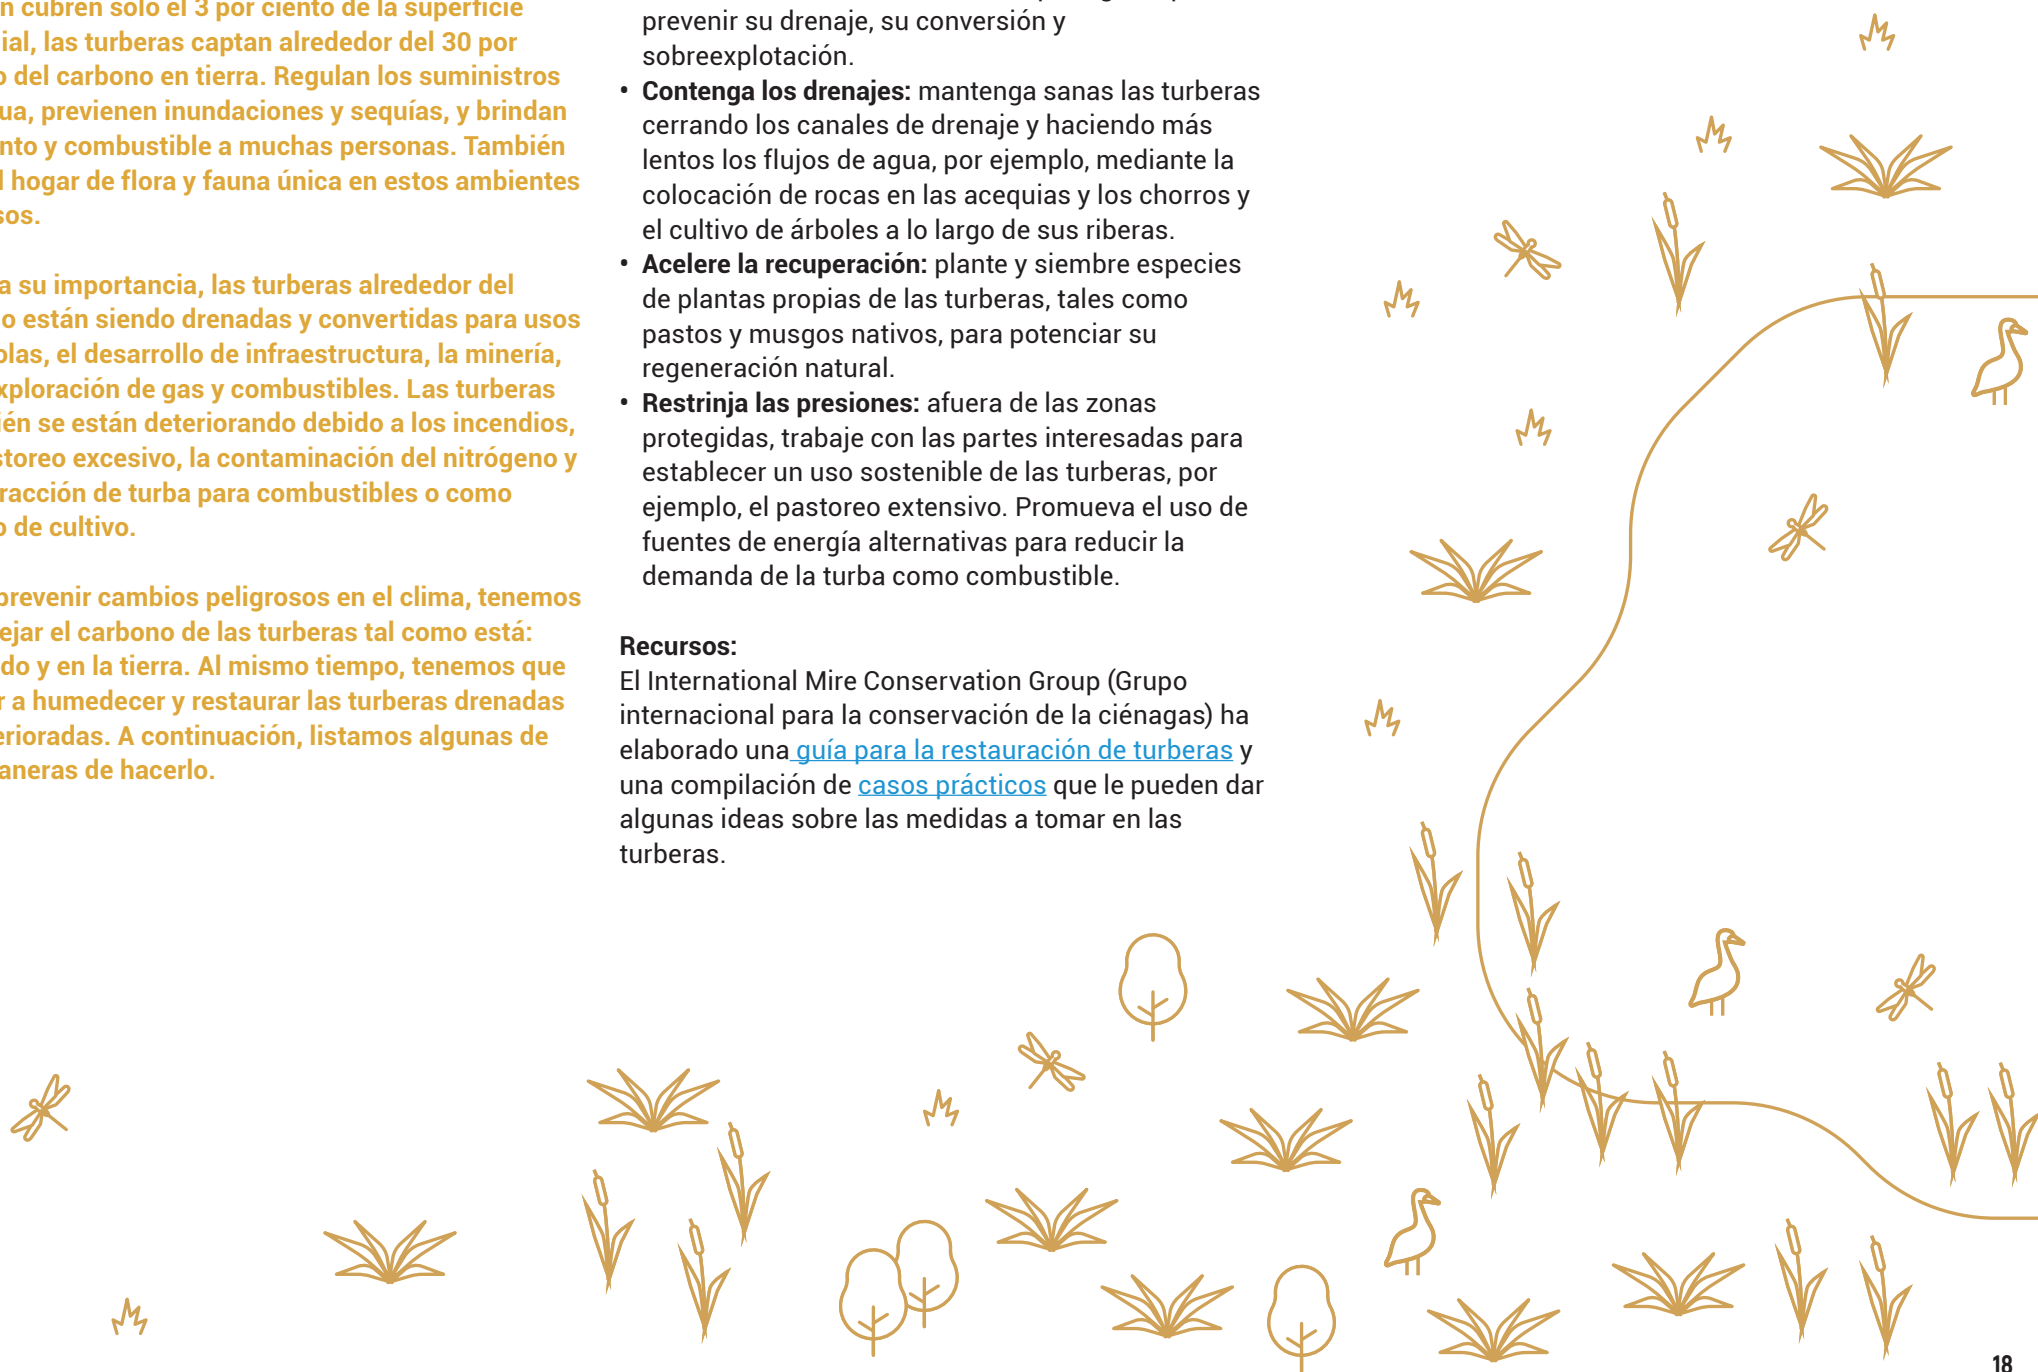 n cubren solo el 3 por ciento de la superficie
ial, las turberas captan alrededor del 30 por
o del carbono en tierra. Regulan los suministros
ua, previenen inundaciones y sequías, y brindan
nto y combustible a muchas personas. También
l hogar de flora y fauna única en estos ambientes
sos.
a su importancia, las turberas alrededor del
o están siendo drenadas y convertidas para usos
olas, el desarrollo de infraestructura, la minería,
xploración de gas y combustibles. Las turberas
ién se están deteriorando debido a los incendios,
storeo excesivo, la contaminación del nitrógeno y
racción de turba para combustibles o como
o de cultivo.
prevenir cambios peligrosos en el clima, tenemos
ejar el carbono de las turberas tal como está:
do y en la tierra. Al mismo tiempo, tenemos que
r a humedecer y restaurar las turberas drenadas
erioradas. A continuación, listamos algunas de
aneras de hacerlo.
prevenir su drenaje, su conversión y
sobreexplotación.
• Contenga los drenajes: mantenga sanas las turberas
cerrando los canales de drenaje y haciendo más
lentos los flujos de agua, por ejemplo, mediante la
colocación de rocas en las acequias y los chorros y
el cultivo de árboles a lo largo de sus riberas.
• Acelere la recuperación: plante y siembre especies
de plantas propias de las turberas, tales como
pastos y musgos nativos, para potenciar su
regeneración natural.
• Restrinja las presiones: afuera de las zonas
protegidas, trabaje con las partes interesadas para
establecer un uso sostenible de las turberas, por
ejemplo, el pastoreo extensivo. Promueva el uso de
fuentes de energía alternativas para reducir la
demanda de la turba como combustible.
Recursos:
El International Mire Conservation Group (Grupo
internacional para la conservación de la ciénagas) ha
elaborado una guía para la restauración de turberas y
una compilación de casos prácticos que le pueden dar
algunas ideas sobre las medidas a tomar en las
turberas.
18